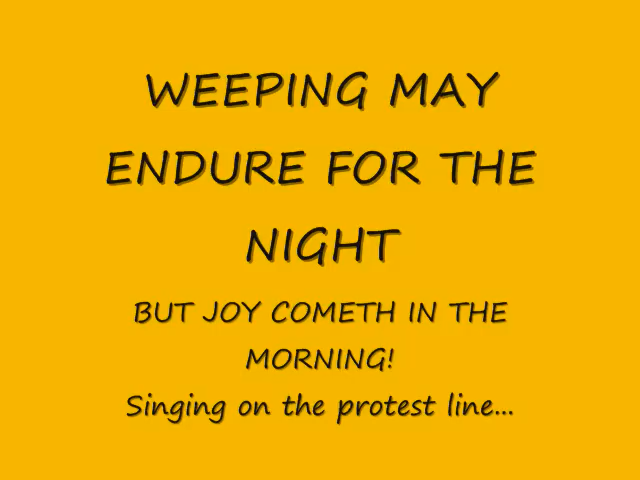 WEEPING MAY
ENDURE FOR THE
NIGHT
BUT JOY COMETH IN THE
MORNING!
Singing on the protest line...